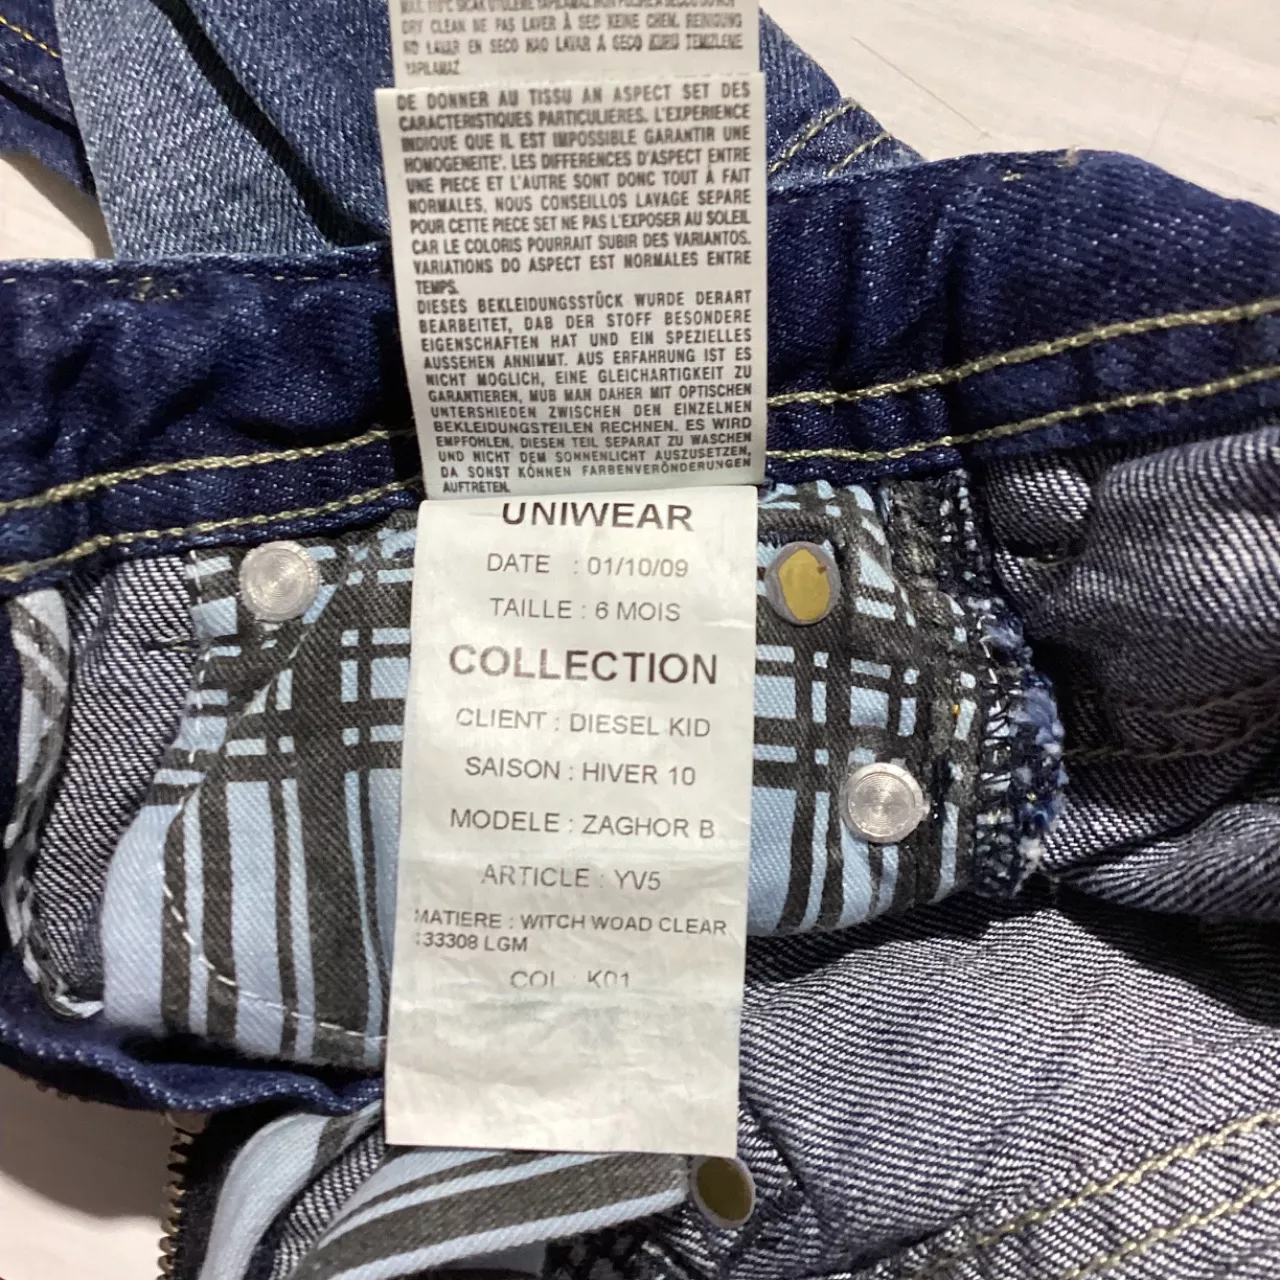 DRY CLEAN NE PAS LAVER À SEC KEINE CHEM. REINIGUNG
NO LAVAR EN SECO NAO LAVAR A SECO KURU TEMIZLENE
YAPILAMAZ
DE DONNER AU TISSU AN ASPECT SET DES
CARACTERISTIQUES PARTICULIERES. L'EXPERIENCE
INDIQUE QUE IL EST IMPOSSIBLE GARANTIR UNE
HOMOGENEITE'. LES DIFFERENCES D'ASPECT ENTRE
UNE PIECE ET L'AUTRE SONT DONC TOUT À FAIT
NORMALES, NOUS CONSEILLOS LAVAGE SEPARE
POUR CETTE PIECE SET NE PAS L'EXPOSER AU SOLEIL
CAR LE COLORIS POURRAIT SUBIR DES VARIANTOS.
VARIATIONS DO ASPECT EST NORMALES ENTRE
TEMPS.
DIESES BEKLEIDUNGSSTÜCK WURDE DERART
BEARBEITET, DAB DER STOFF BESONDERE
EIGENSCHAFTEN HAT UND EIN SPEZIELLES
AUSSEHEN ANNIMMT. AUS ERFAHRUNG IST ES
NICHT MÖGLICH, EINE GLEICHARTIGKEIT ZU
GARANTIEREN, MUB MAN DAHER MIT OPTISCHEN
UNTERSHIEDEN ZWISCHEN DEN EINZELNEN
BEKLEIDUNGSTEILEN RECHNEN. ES WIRD
EMPFOHLEN, DIESEN TEIL SEPARAT ZU WASCHEN
UND NICHT DEM SONNENLICHT AUSZUSETZEN,
DA SONST KÖNNEN FARBENVERÖNDERUNGEN
AUFTRETEN.
UNIWEAR
DATE : 01/10/09
TAILLE : 6 MOIS
COLLECTION
CLIENT : DIESEL KID
SAISON : HIVER 10
MODELE : ZAGHOR B
ARTICLE : YV5
MATIERE : WITCH WOAD CLEAR
133308 LGM
COL : K01